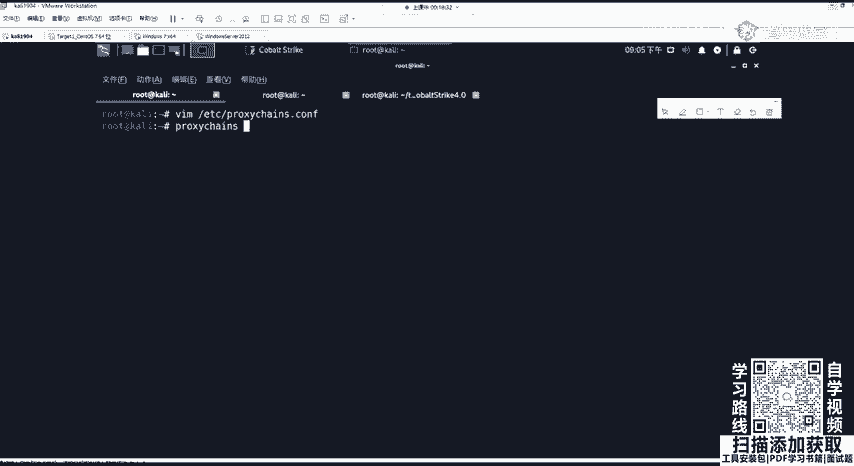 kali1904 - VMware Workstation
上课中 00:18:32
文件(F) 编辑(E) 查看(V) 虚拟机(M) 选项卡(T) 帮助(H)
kali1904 Target1_CentOS 7 64 位 Windows 7 x64 WindowsServer2012
Cobalt Strike root@kali: ~ 09:05 下午
root@kali: ~
文件(F) 动作(A) 编辑(E) 查看(V) 帮助(H)
root@kali: ~ root@kali: ~ root@kali: ~/t…obaltStrike4.0
root@kali:~# vim /etc/proxychains.conf
root@kali:~# proxychains
学习路线
自学视频
扫描添加获取
工具安装包|PDF学习书籍|面试题